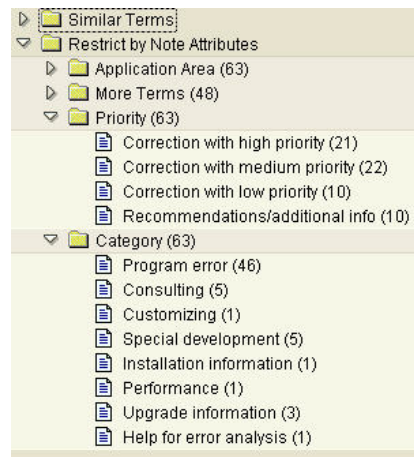 Similar Terms
Restrict by Note Attributes
Application Area (63)
More Terms (48)
Priority (63)
Correction with high priority (21)
Correction with medium priority (22)
Correction with low priority (10)
Recommendations/additional info (10)
Category (63)
Program error (46)
Consulting (5)
Customizing (1)
Special development (5)
Installation information (1)
Performance (1)
Upgrade information (3)
Help for error analysis (1)